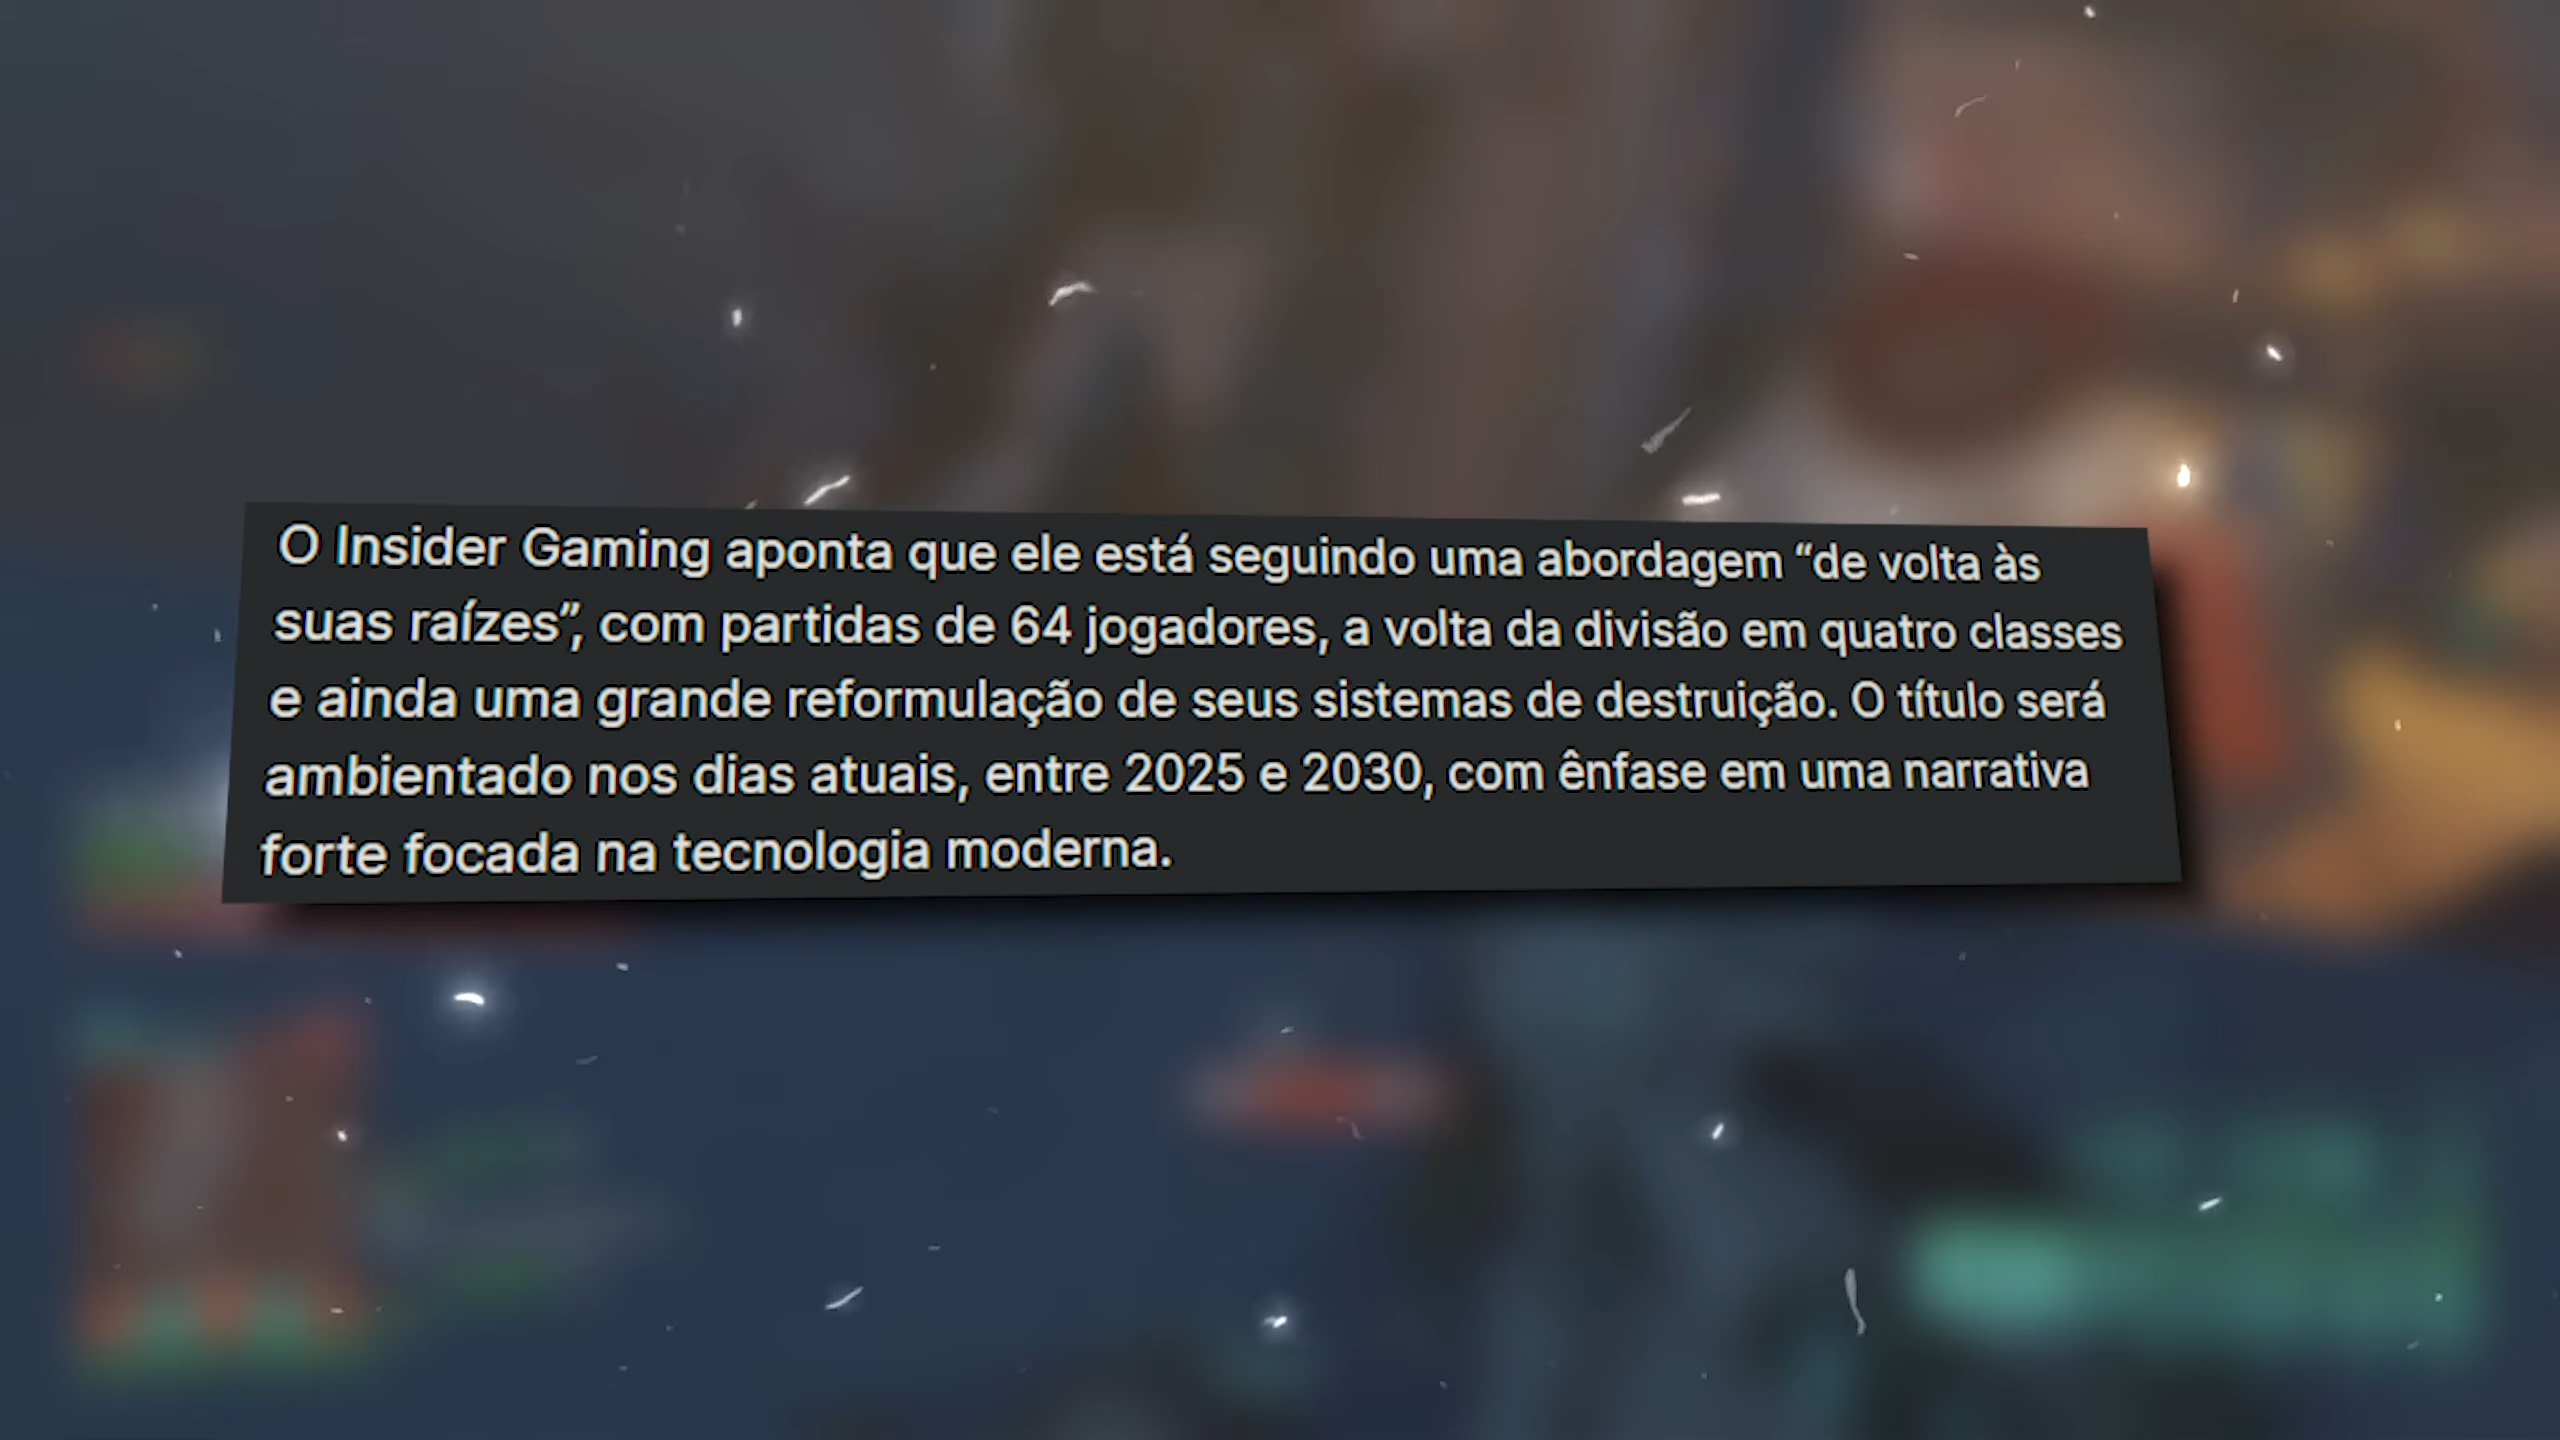 O Insider Gaming aponta que ele está seguindo uma abordagem “de volta às
suas raízes”, com partidas de 64 jogadores, a volta da divisão em quatro classes
e ainda uma grande reformulação de seus sistemas de destruição. O título será
ambientado nos dias atuais, entre 2025 e 2030, com ênfase em uma narrativa
forte focada na tecnologia moderna.